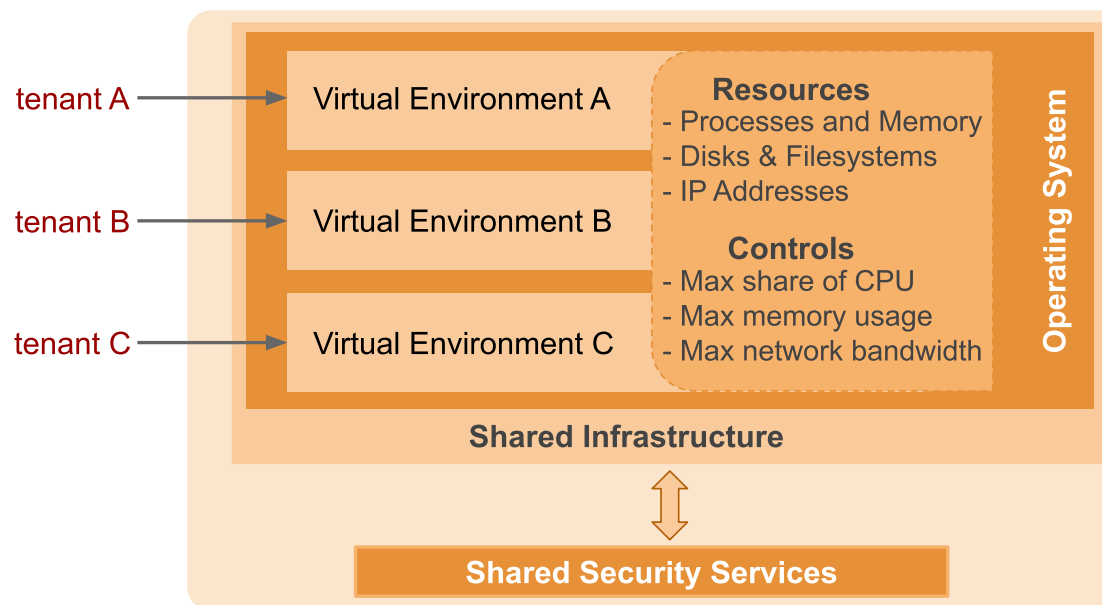 tenant A
Virtual Environment A
tenant B
Virtual Environment B
tenant C
Virtual Environment C
Resources
- Processes and Memory
- Disks & Filesystems
- IP Addresses
Controls
- Max share of CPU
- Max memory usage
- Max network bandwidth
Operating System
Shared Infrastructure
Shared Security Services